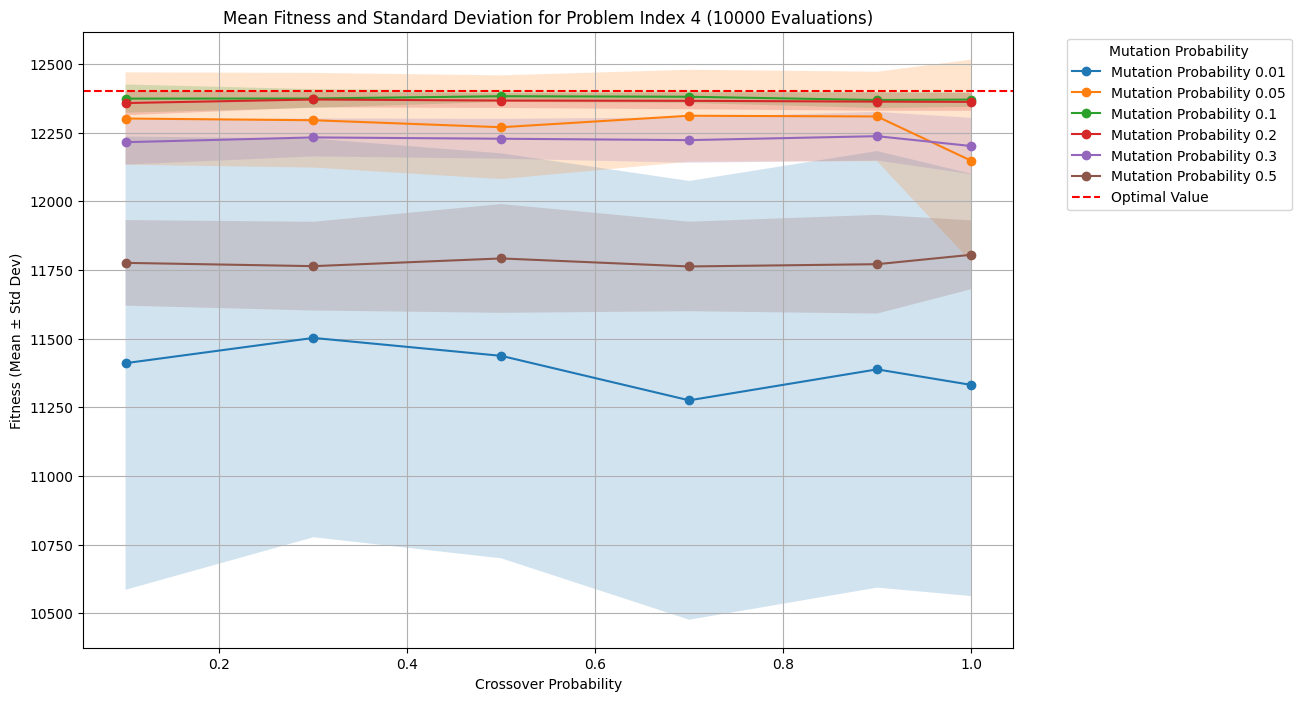 Mean Fitness and Standard Deviation for Problem Index 4 (10000 Evaluations)
Fitness (Mean ± Std Dev)
12500
12250
12000
11750
11500
11250
11000
10750
10500
0.2
0.4
0.6
0.8
1.0
Crossover Probability
Mutation Probability
Mutation Probability 0.01
Mutation Probability 0.05
Mutation Probability 0.1
Mutation Probability 0.2
Mutation Probability 0.3
Mutation Probability 0.5
Optimal Value